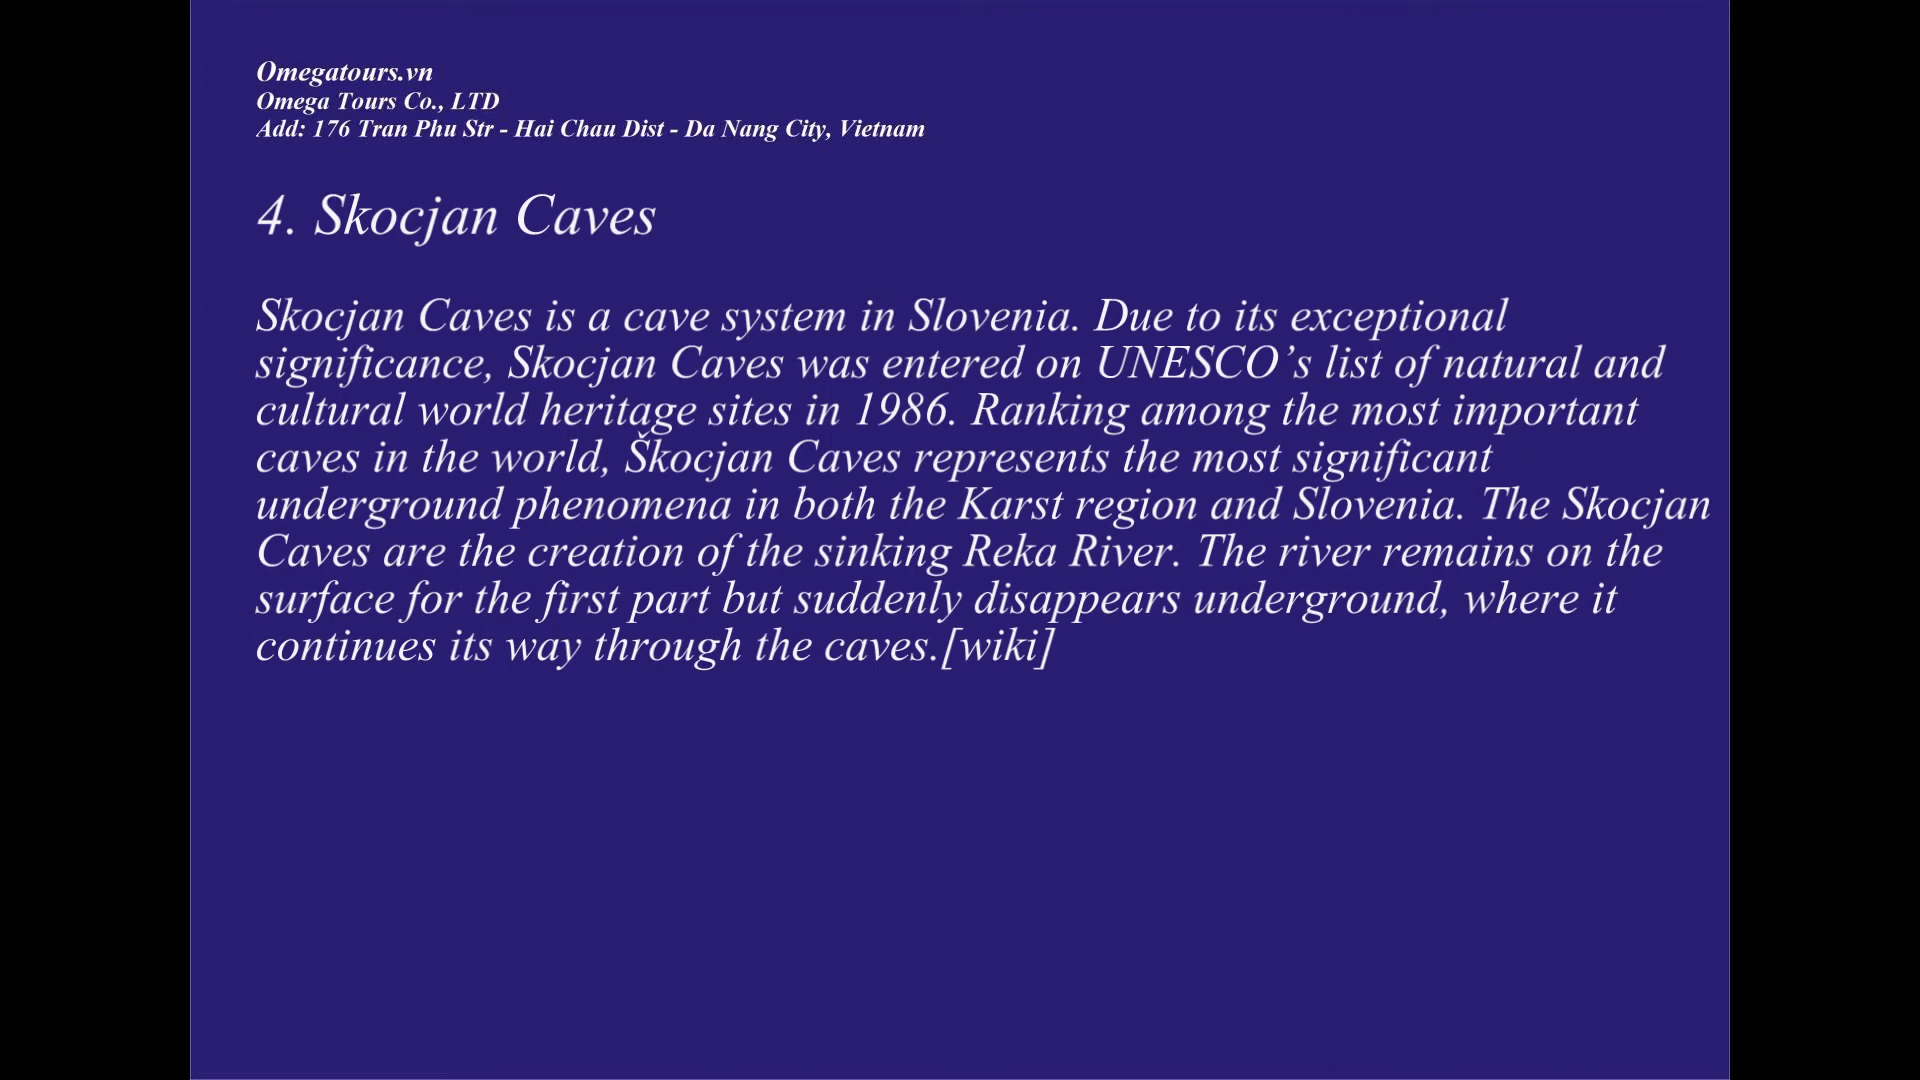 Omegatours.vn
Omega Tours Co., LTD
Add: 176 Tran Phu Str - Hai Chau Dist - Da Nang City, Vietnam
4. Skocjan Caves
Skocjan Caves is a cave system in Slovenia. Due to its exceptional
significance, Skocjan Caves was entered on UNESCO’s list of natural and
cultural world heritage sites in 1986. Ranking among the most important
caves in the world, Škocjan Caves represents the most significant
underground phenomena in both the Karst region and Slovenia. The Skocjan
Caves are the creation of the sinking Reka River. The river remains on the
surface for the first part but suddenly disappears underground, where it
continues its way through the caves.[wiki]